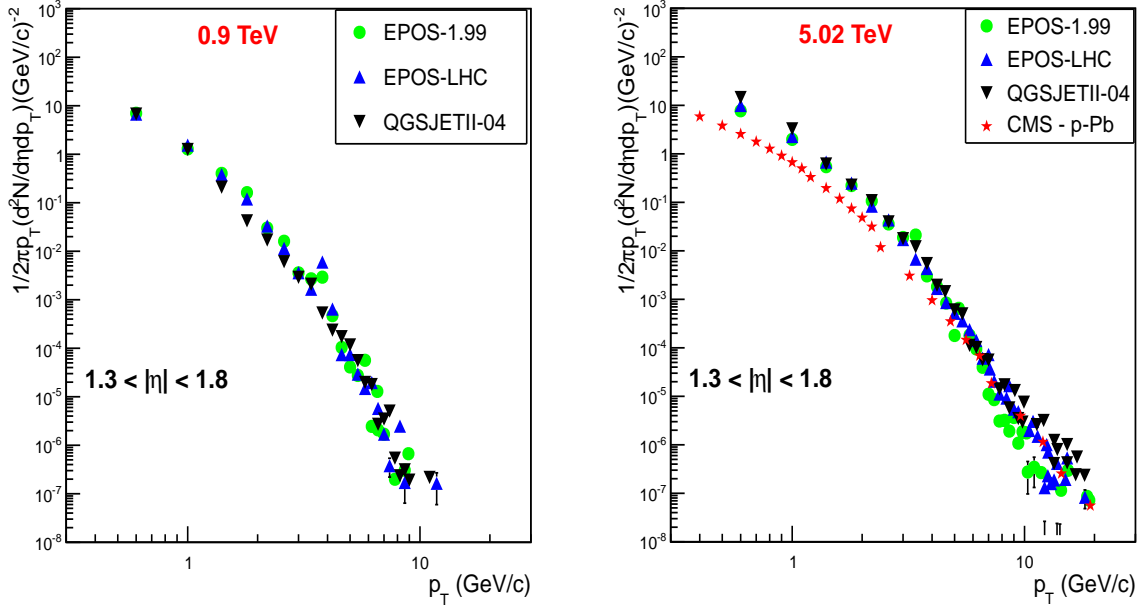 0.9 TeV
EPOS-1.99
EPOS-LHC
QGSJETII-04
1/2πp_T(d²N/dηdp_T)(GeV/c)⁻²
10³
10²
10
1
10⁻¹
10⁻²
10⁻³
10⁻⁴
10⁻⁵
10⁻⁶
10⁻⁷
10⁻⁸
1.3 < |η| < 1.8
1 10
p_T (GeV/c)
5.02 TeV
EPOS-1.99
EPOS-LHC
QGSJETII-04
CMS - p-Pb
1/2πp_T(d²N/dηdp_T)(GeV/c)⁻²
10³
10²
10
1
10⁻¹
10⁻²
10⁻³
10⁻⁴
10⁻⁵
10⁻⁶
10⁻⁷
10⁻⁸
1.3 < |η| < 1.8
1 10
p_T (GeV/c)